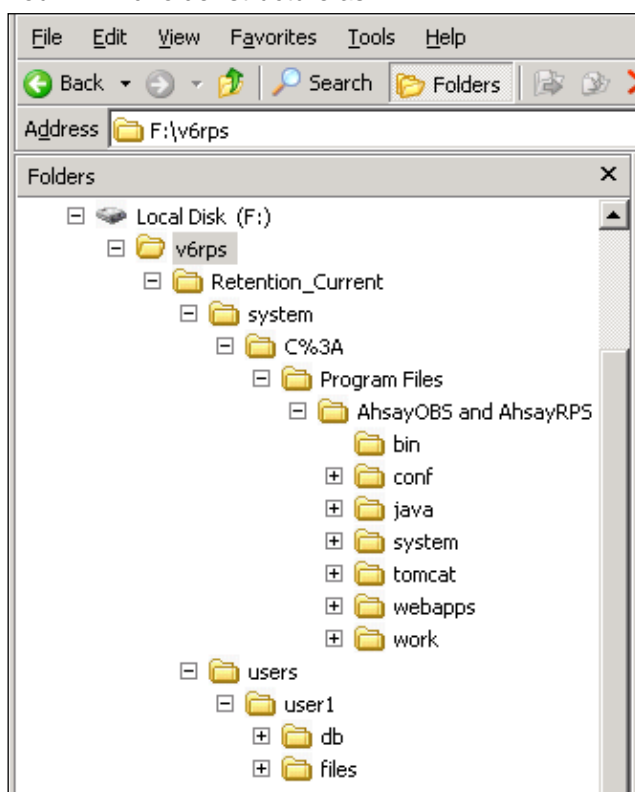 File Edit View Favorites Tools Help
Back Search Folders
Address F:\v6rps
Folders x
Local Disk (F:)
v6rps
Retention_Current
system
C%3A
Program Files
AhsayOBS and AhsayRPS
bin
conf
java
system
tomcat
webapps
work
users
user1
db
files